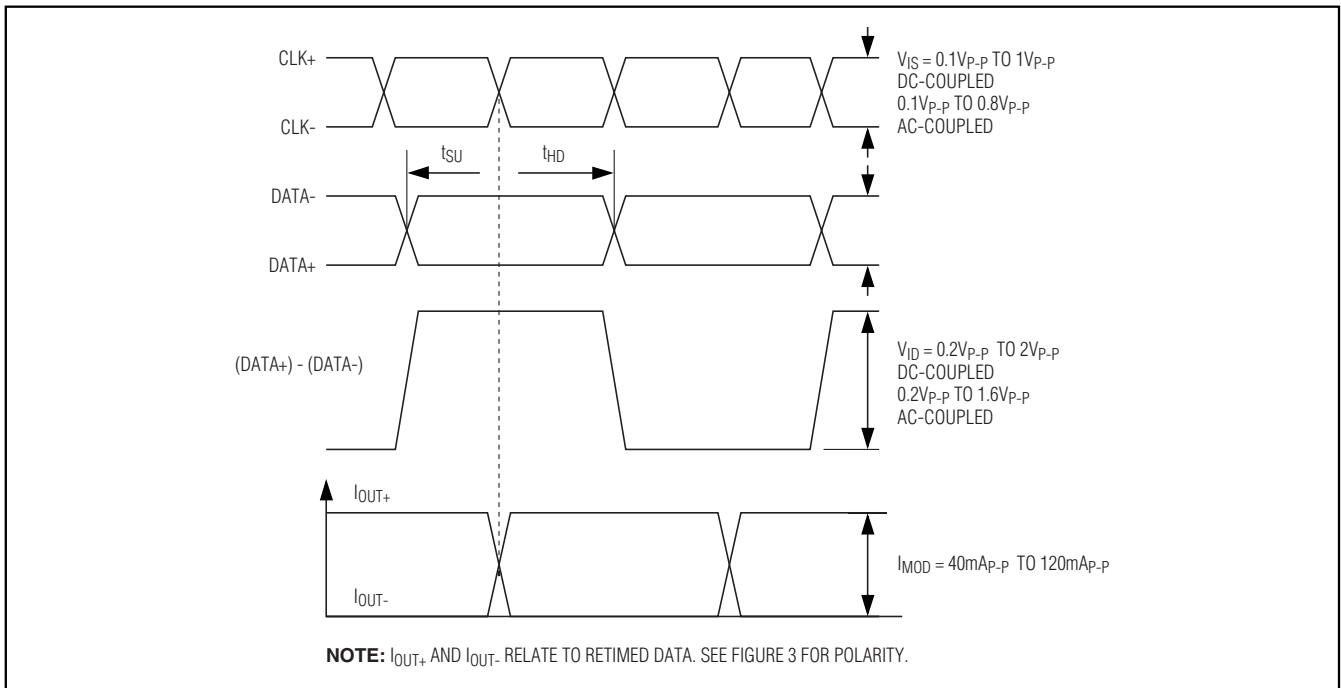 CLK+
CLK-
V_IS = 0.1V_P-P TO 1V_P-P
DC-COUPLED
0.1V_P-P TO 0.8V_P-P
AC-COUPLED
t_SU
t_HD
DATA-
DATA+
(DATA+) - (DATA-)
V_ID = 0.2V_P-P TO 2V_P-P
DC-COUPLED
0.2V_P-P TO 1.6V_P-P
AC-COUPLED
I_OUT+
I_OUT-
I_MOD = 40mA_P-P TO 120mA_P-P
NOTE: I_OUT+ AND I_OUT- RELATE TO RETIMED DATA. SEE FIGURE 3 FOR POLARITY.